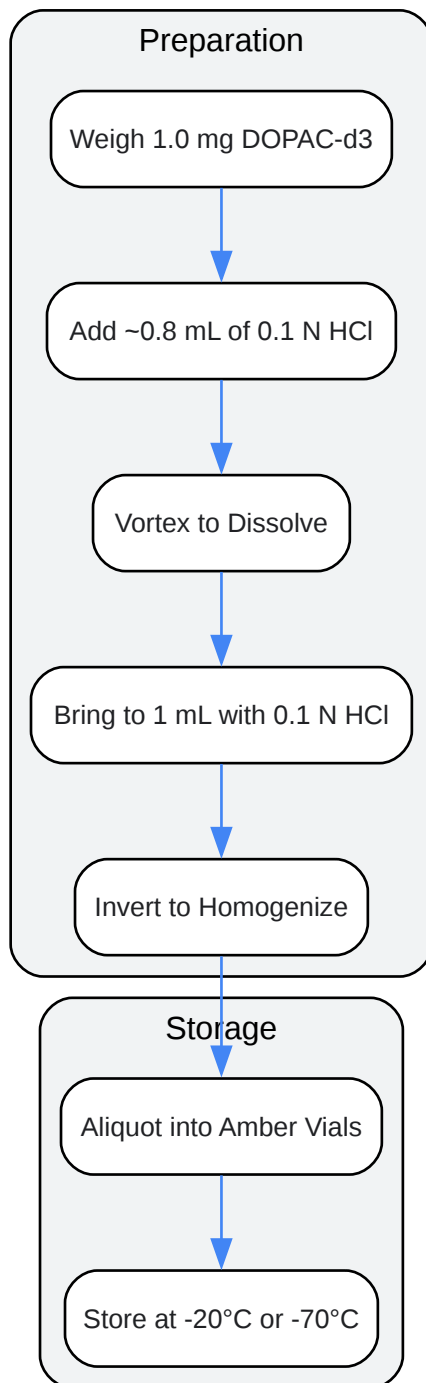 Preparation
Weigh 1.0 mg DOPAC-d3
Add ~0.8 mL of 0.1 N HCl
Vortex to Dissolve
Bring to 1 mL with 0.1 N HCl
Invert to Homogenize
Storage
Aliquot into Amber Vials
Store at -20°C or -70°C